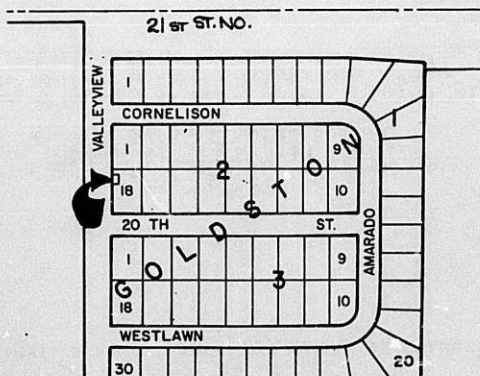 21 ST ST. NO.
VALLEYVIEW
1
CORNELISON
1
1
2
9
18
10
GOLDSTON
20 TH ST.
AMARADO
1
9
3
18
10
WESTLAWN
30
20